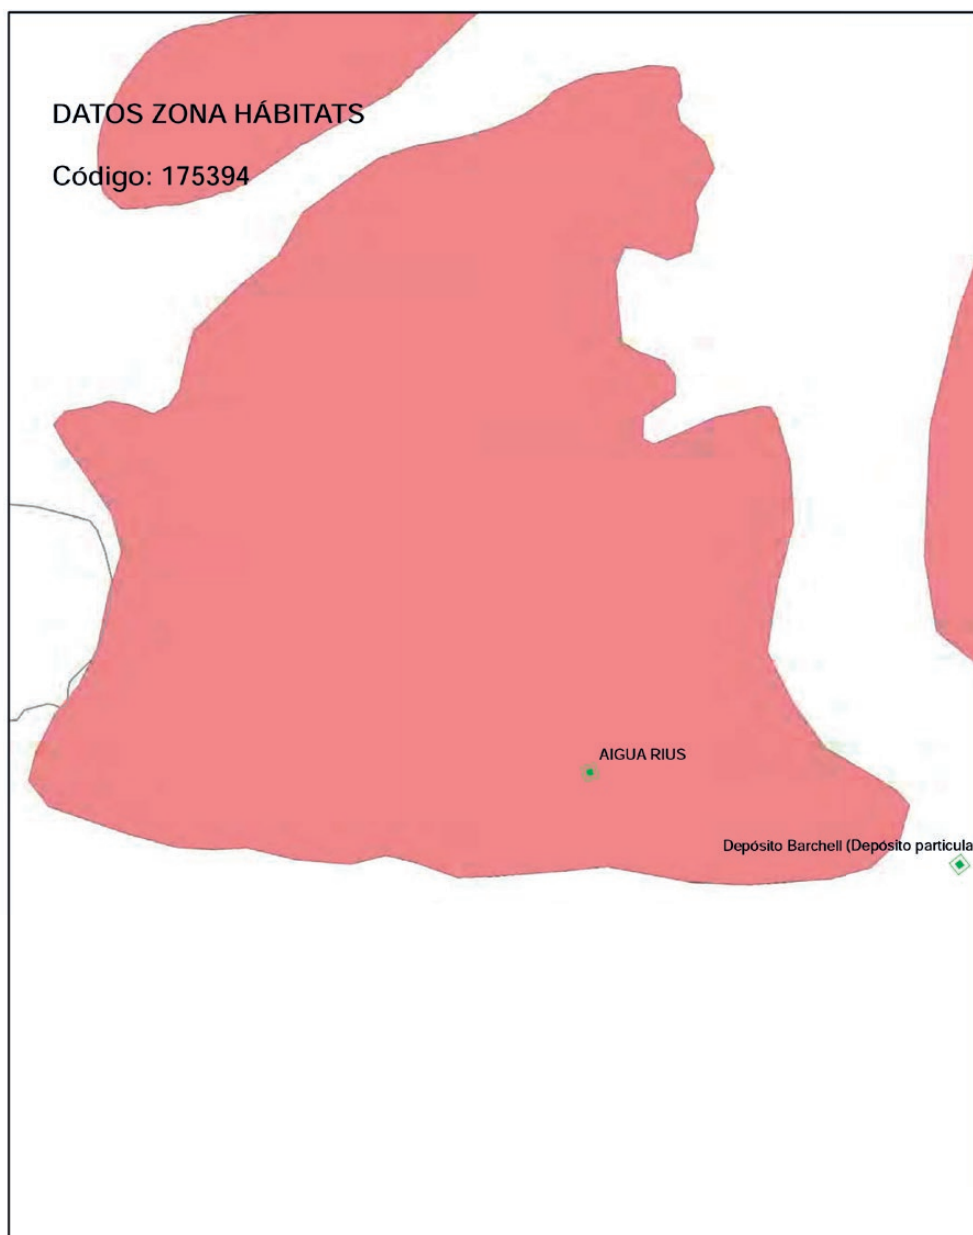 DATOS ZONA HÁBITATS
Código: 175394
AIGUA RIUS
Depósito Barchell (Depósito particula